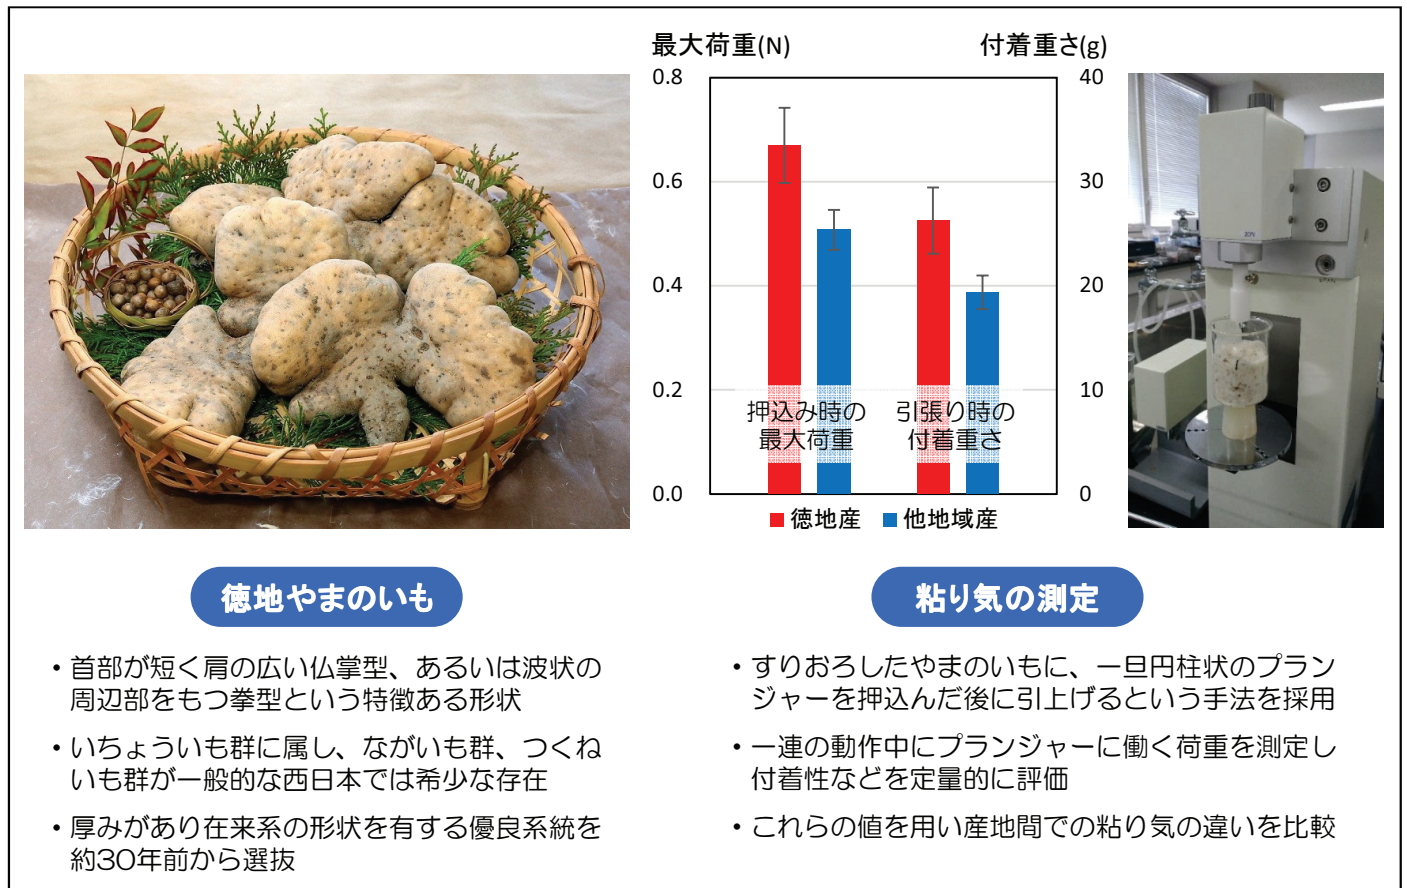 最大荷重(N)
付着重さ(g)
0.8
0.6
0.4
0.2
0.0
40
30
20
10
0
押込み時の
最大荷重
引張り時の
付着重さ
徳地産
他地域産
徳地やまのいも
・首部が短く肩の広い仏掌型、あるいは波状の
周辺部をもつ拳型という特徴ある形状
・いちょういも群に属し、ながいも群、つくね
いも群が一般的な西日本では希少な存在
・厚みがあり在来系の形状を有する優良系統を
約30年前から選抜
粘り気の測定
・すりおろしたやまのいもに、一旦円柱状のプラン
ジャーを押込んだ後に引上げるという手法を採用
・一連の動作中にプランジャーに働く荷重を測定し
付着性などを定量的に評価
・これらの値を用い産地間での粘り気の違いを比較